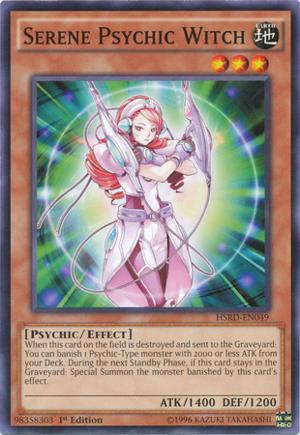 SERENE PSYCHIC WITCH
EARTH
地
HSRD-EN049
[PSYCHIC/EFFECT]
When this card on the field is destroyed and sent to the Graveyard:
You can banish 1 Psychic-Type monster with 2000 or less ATK from
your Deck. During the next Standby Phase, if this card stays in the
Graveyard: Special Summon the monster banished by this card's
effect.
ATK/1400 DEF/1200
98358303 1st Edition ©1996 KAZUKI TAKAHASHI